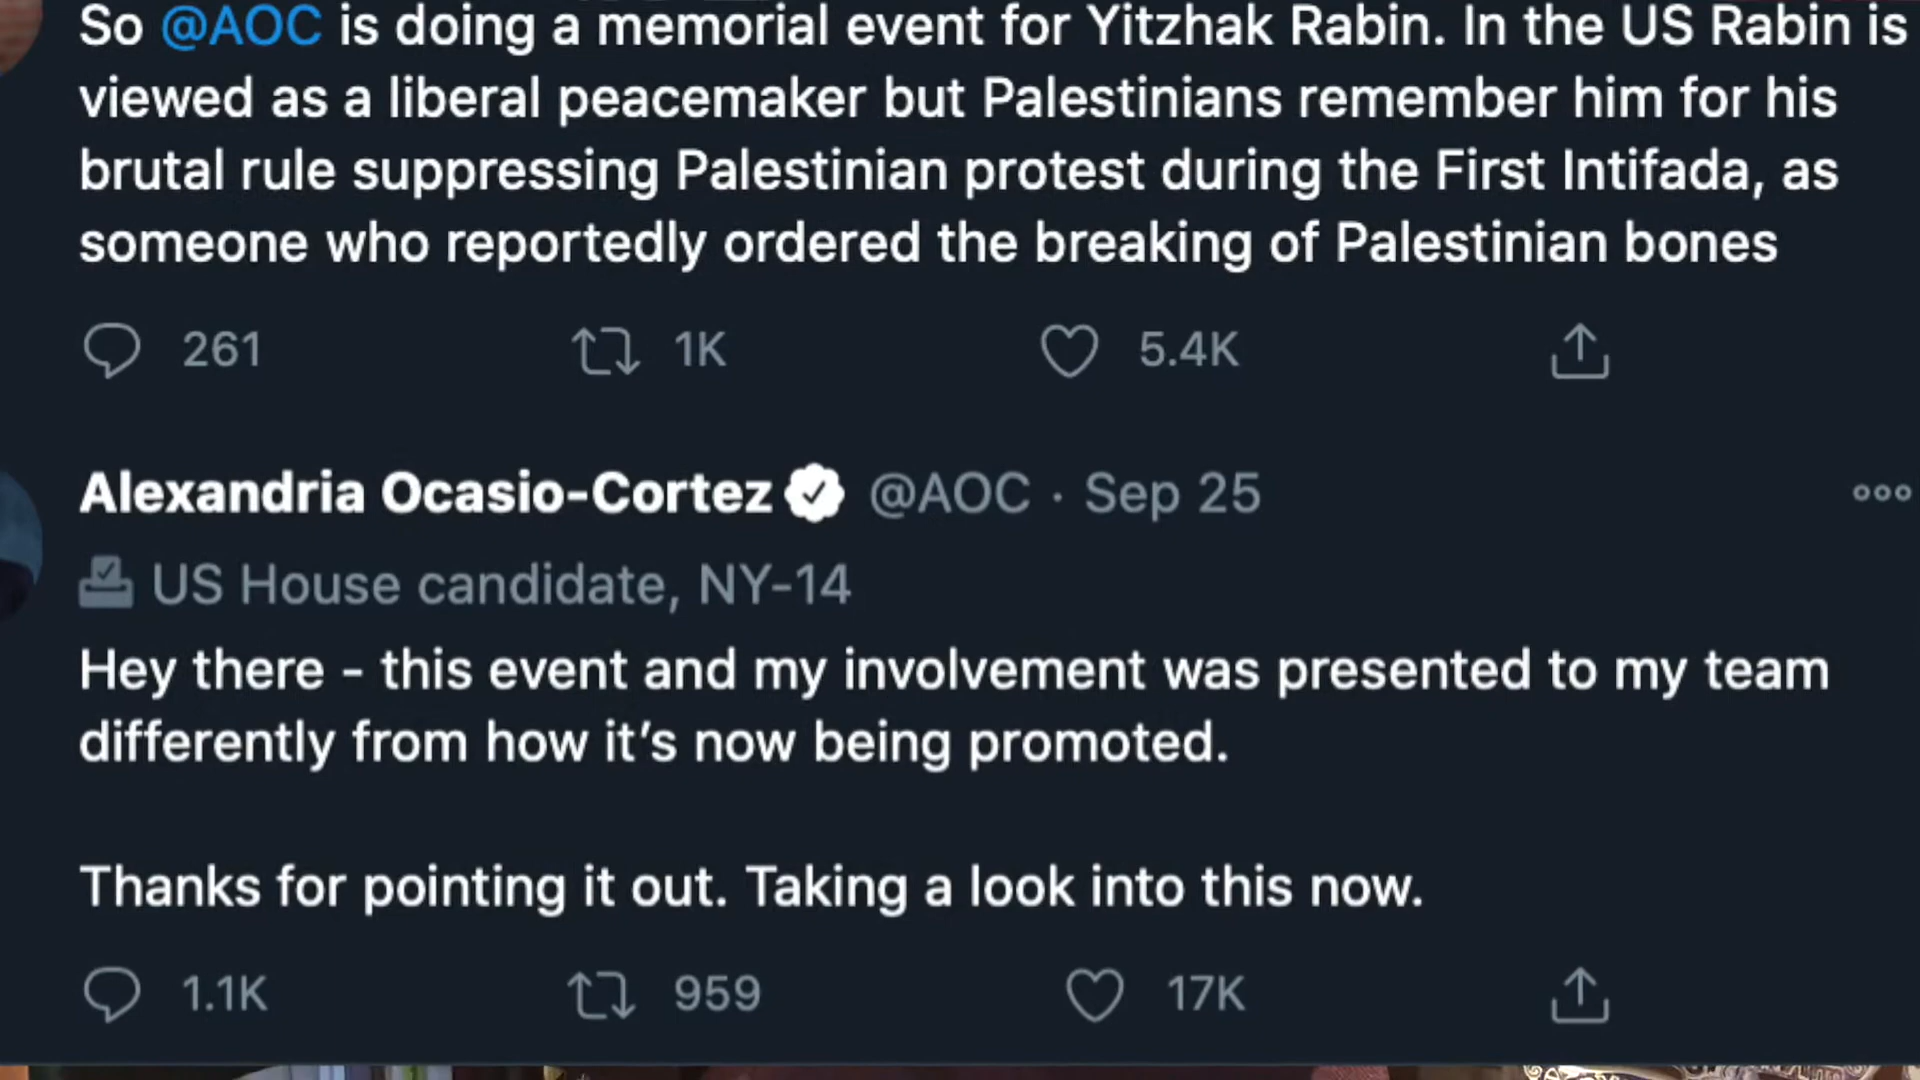 So @AOC is doing a memorial event for Yitzhak Rabin. In the US Rabin is
viewed as a liberal peacemaker but Palestinians remember him for his
brutal rule suppressing Palestinian protest during the First Intifada, as
someone who reportedly ordered the breaking of Palestinian bones
261 1K 5.4K
Alexandria Ocasio-Cortez @AOC · Sep 25
US House candidate, NY-14
Hey there - this event and my involvement was presented to my team
differently from how it’s now being promoted.
Thanks for pointing it out. Taking a look into this now.
1.1K 959 17K